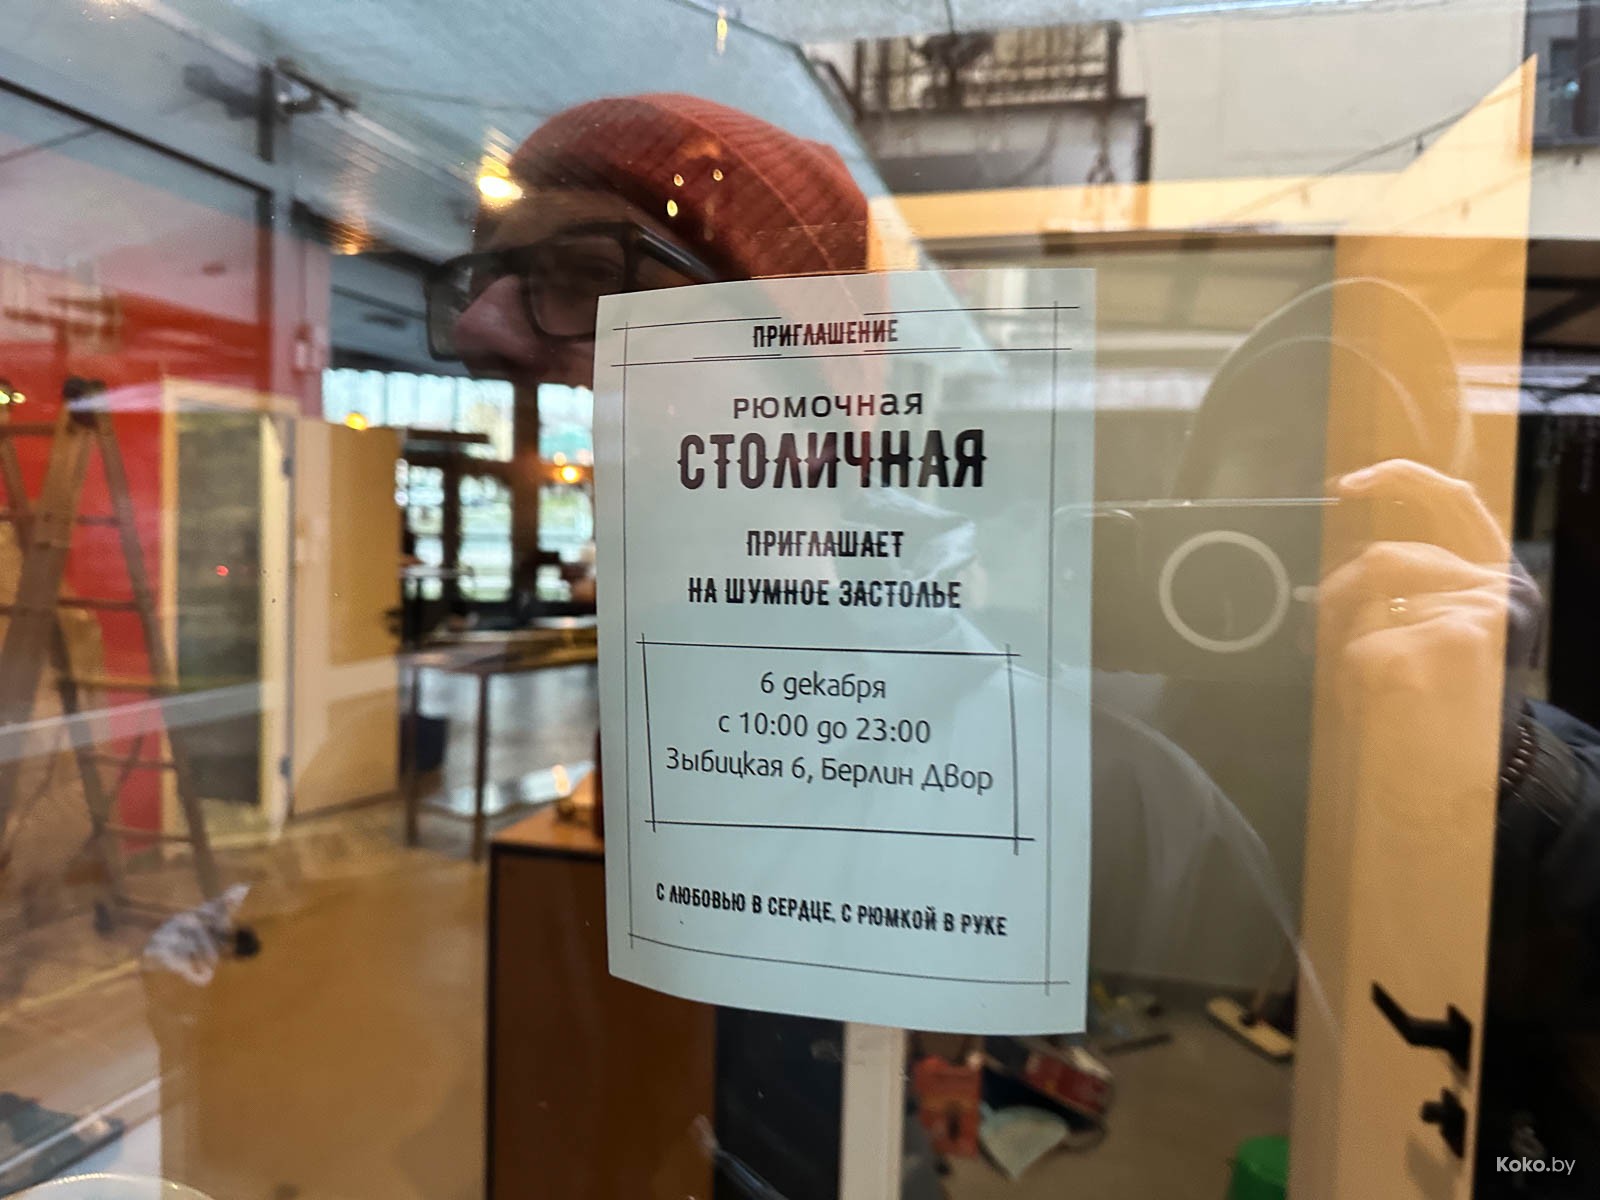 ПРИГЛАШЕНИЕ
РЮМОЧНАЯ
СТОЛИЧНАЯ
ПРИГЛАШАЕТ
НА ШУМНОЕ ЗАСТОЛЬЕ
6 декабря
с 10:00 до 23:00
Зыбицкая 6, Берлин Двор
С ЛЮБОВЬЮ В СЕРДЦЕ, С РЮМКОЙ В РУКЕ
Koko.by